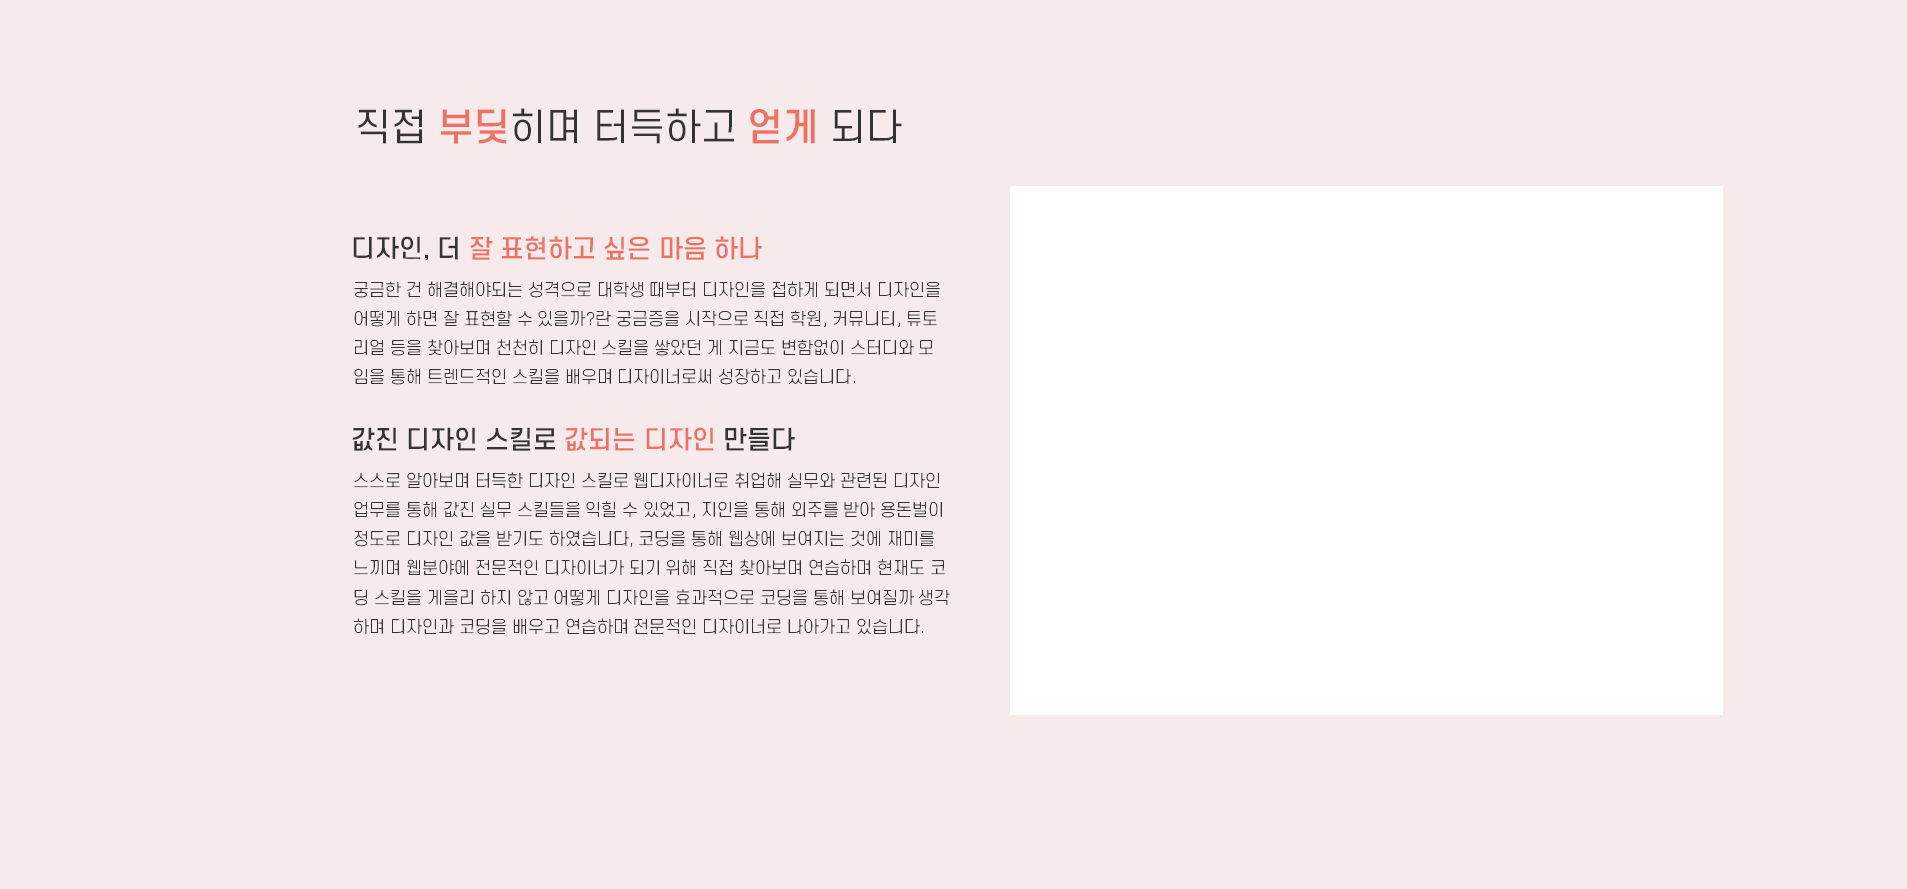 직접 부딪히며 터득하고 얻게 되다
디자인, 더 잘 표현하고 싶은 마음 하나
궁금한 건 해결해야되는 성격으로 대학생 때부터 디자인을 접하게 되면서 디자인을
어떻게 하면 잘 표현할 수 있을까?란 궁금증을 시작으로 직접 학원, 커뮤니티, 튜토
리얼 등을 찾아보며 천천히 디자인 스킬을 쌓았던 게 지금도 변함없이 스터디와 모
임을 통해 트렌드적인 스킬을 배우며 디자이너로써 성장하고 있습니다.
값진 디자인 스킬로 값되는 디자인 만들다
스스로 알아보며 터득한 디자인 스킬로 웹디자이너로 취업해 실무와 관련된 디자인
업무를 통해 값진 실무 스킬들을 익힐 수 있었고, 지인을 통해 외주를 받아 용돈벌이
정도로 디자인 값을 받기도 하였습니다, 코딩을 통해 웹상에 보여지는 것에 재미를
느끼며 웹분야에 전문적인 디자이너가 되기 위해 직접 찾아보며 연습하며 현재도 코
딩 스킬을 게을리 하지 않고 어떻게 디자인을 효과적으로 코딩을 통해 보여질까 생각
하며 디자인과 코딩을 배우고 연습하며 전문적인 디자이너로 나아가고 있습니다.